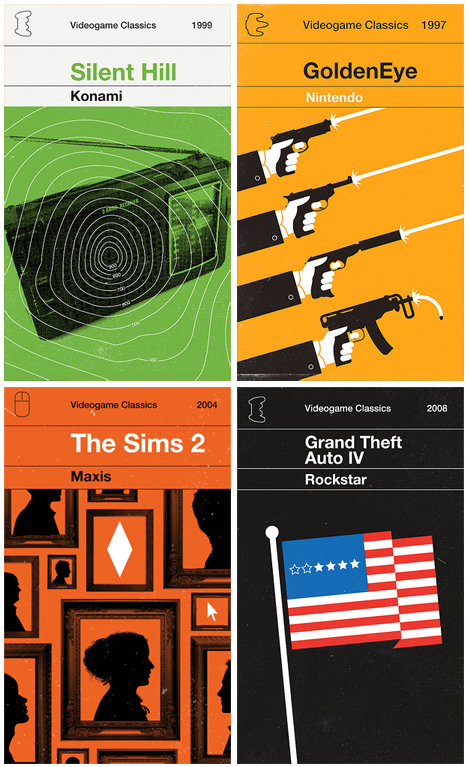 Videogame Classics 1999
Silent Hill
Konami
Videogame Classics 1997
GoldenEye
Nintendo
Videogame Classics 2004
The Sims 2
Maxis
Videogame Classics 2008
Grand Theft
Auto IV
Rockstar